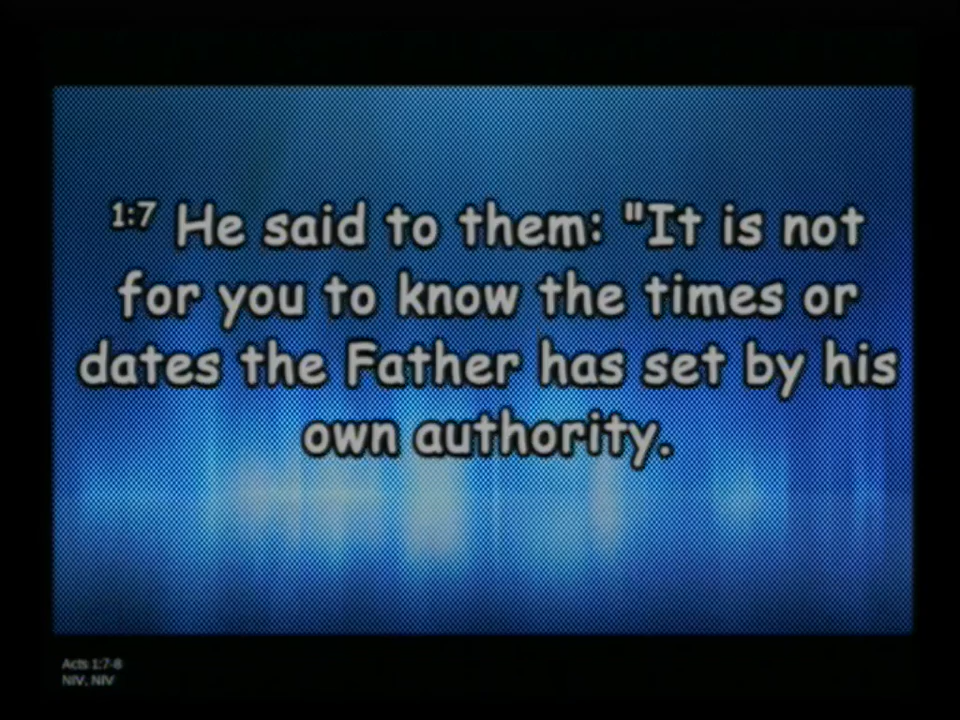 1:7 He said to them: "It is not
for you to know the times or
dates the Father has set by his
own authority.
Acts 1:7-8
NIV, NIV